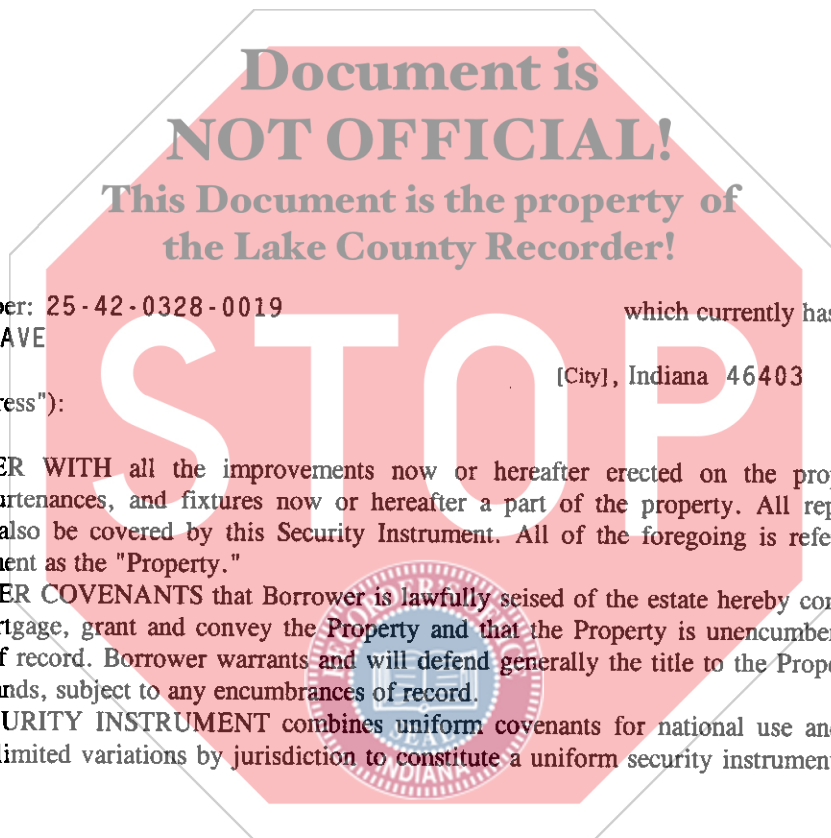 Document is
NOT OFFICIAL!
This Document is the property of
the Lake County Recorder!
ber: 25-42-0328-0019 which currently has
AVE
[City], Indiana 46403
ress"):
STOP
ER WITH all the improvements now or hereafter erected on the prop
urtenances, and fixtures now or hereafter a part of the property. All rep
also be covered by this Security Instrument. All of the foregoing is refe
nent as the "Property."
ER COVENANTS that Borrower is lawfully seised of the estate hereby con
rtgage, grant and convey the Property and that the Property is unencumber
f record. Borrower warrants and will defend generally the title to the Prope
ands, subject to any encumbrances of record.
URITY INSTRUMENT combines uniform covenants for national use and
limited variations by jurisdiction to constitute a uniform security instrument
SEAL
INDIANA